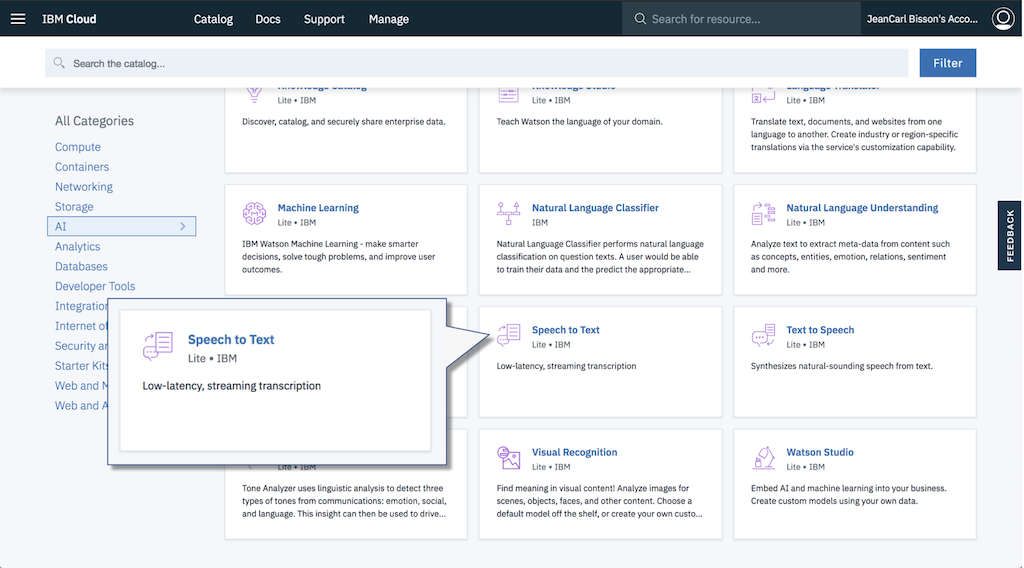 IBM Cloud
Catalog
Docs
Support
Manage
Search for resource...
JeanCarl Bisson's Acco...
Search the catalog...
Filter
All Categories
Compute
Containers
Networking
Storage
AI
Analytics
Databases
Developer Tools
Integration
Internet of
Security
Starter Kits
Web and
Web and
Knowledge Catalog
Lite • IBM
Discover, catalog, and securely share enterprise data.
Knowledge Studio
Lite • IBM
Teach Watson the language of your domain.
Language Translator
Lite • IBM
Translate text, documents, and websites from one
language to another. Create industry or region-specific
translations via the service's customization capability.
Machine Learning
Lite • IBM
IBM Watson Machine Learning - make smarter
decisions, solve tough problems, and improve user
outcomes.
Natural Language Classifier
IBM
Natural Language Classifier performs natural language
classification on question texts. A user would be able
to train their data and the predict the appropriate...
Natural Language Understanding
Lite • IBM
Analyze text to extract meta-data from content such
as concepts, entities, emotion, relations, sentiment
and more.
Speech to Text
Lite • IBM
Low-latency, streaming transcription
Speech to Text
Lite • IBM
Low-latency, streaming transcription
Text to Speech
Lite • IBM
Synthesizes natural-sounding speech from text.
Lite • IBM
Tone Analyzer uses linguistic analysis to detect three
types of tones from communications: emotion, social,
and language. This insight can then be used to drive...
Visual Recognition
Lite • IBM
Find meaning in visual content! Analyze images for
scenes, objects, faces, and other content. Choose a
default model off the shelf, or create your own custo...
Watson Studio
Lite • IBM
Embed AI and machine learning into your business.
Create custom models using your own data.
FEEDBACK